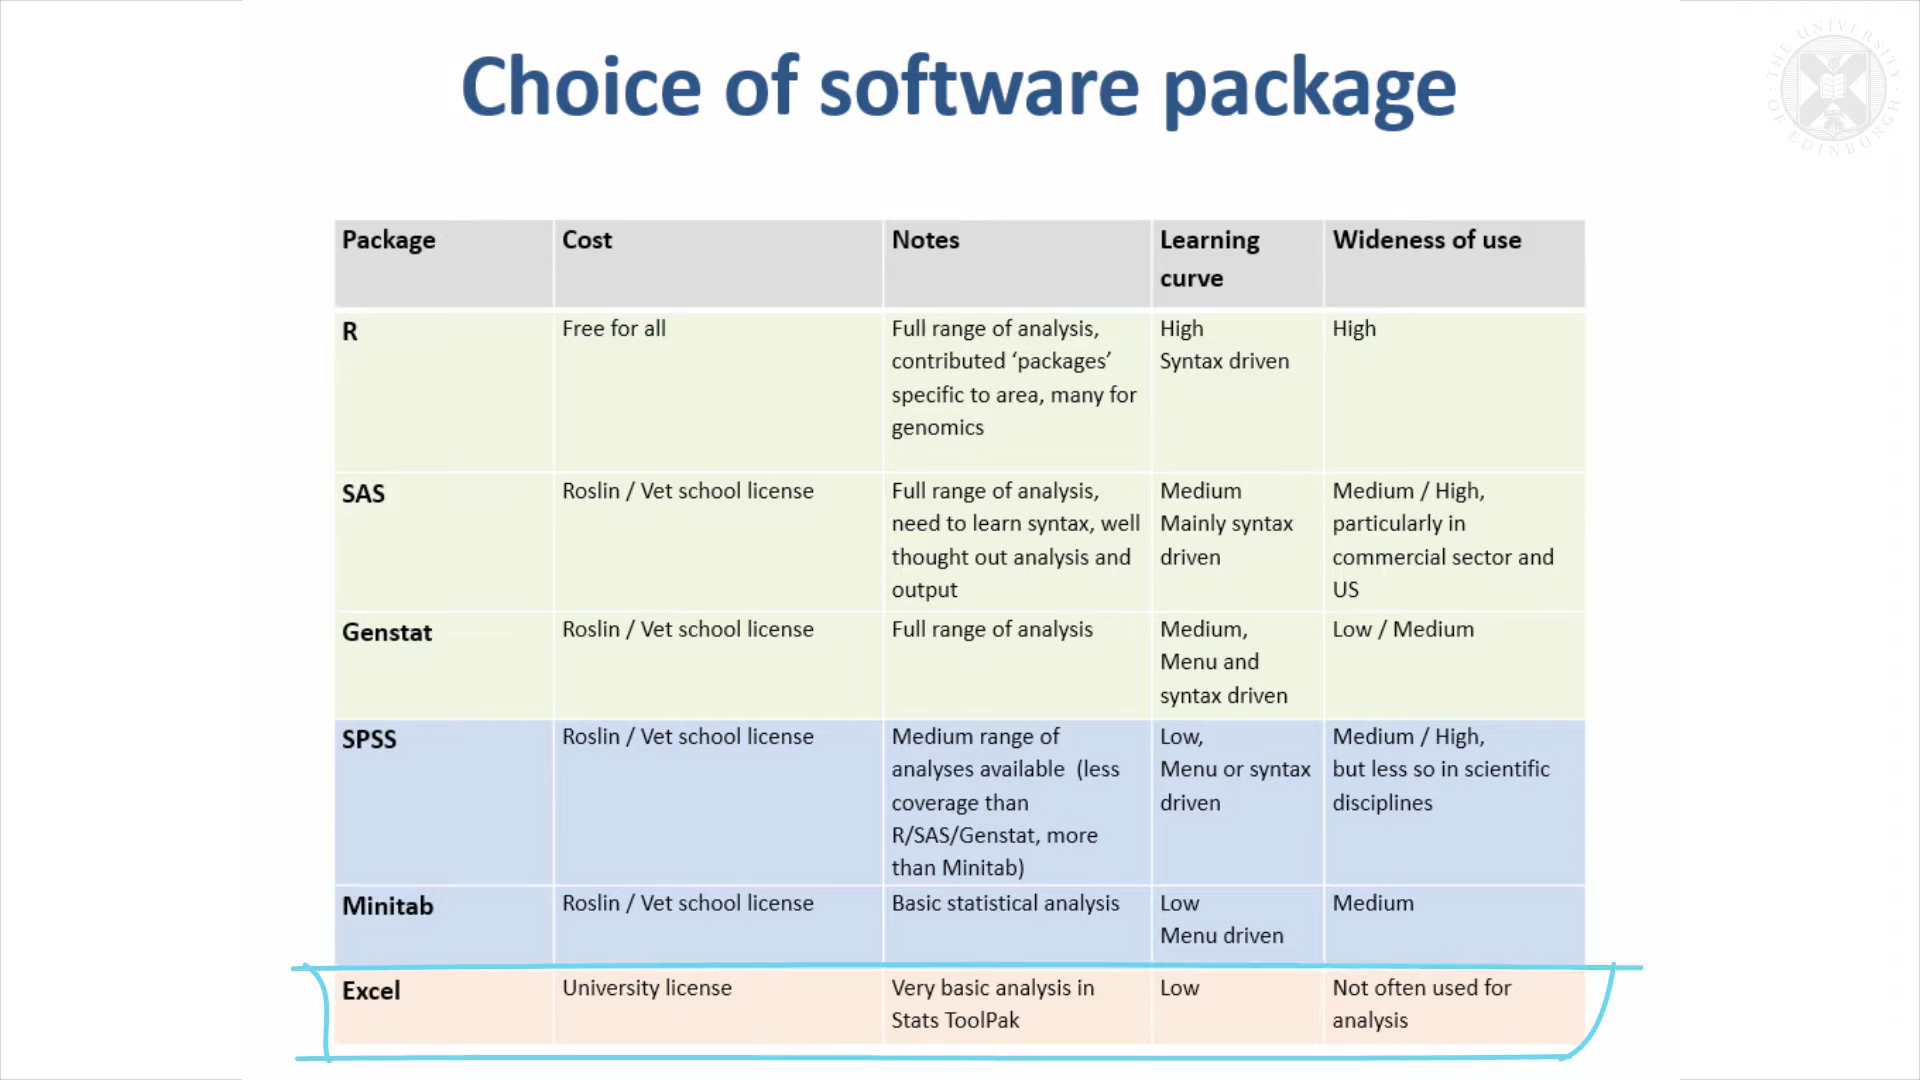 Choice of software package
THE UNIVERSITY OF EDINBURGH
Package Cost Notes Learning curve Wideness of use
R
Free for all
Full range of analysis,
contributed ‘packages’
specific to area, many for
genomics
High
Syntax driven
High
SAS
Roslin / Vet school license
Full range of analysis,
need to learn syntax, well
thought out analysis and
output
Medium
Mainly syntax
driven
Medium / High,
particularly in
commercial sector and
US
Genstat
Roslin / Vet school license
Full range of analysis
Medium,
Menu and
syntax driven
Low / Medium
SPSS
Roslin / Vet school license
Medium range of
analyses available (less
coverage than
R/SAS/Genstat, more
than Minitab)
Low,
Menu or syntax
driven
Medium / High,
but less so in scientific
disciplines
Minitab
Roslin / Vet school license
Basic statistical analysis
Low
Menu driven
Medium
Excel
University license
Very basic analysis in
Stats ToolPak
Low
Not often used for
analysis